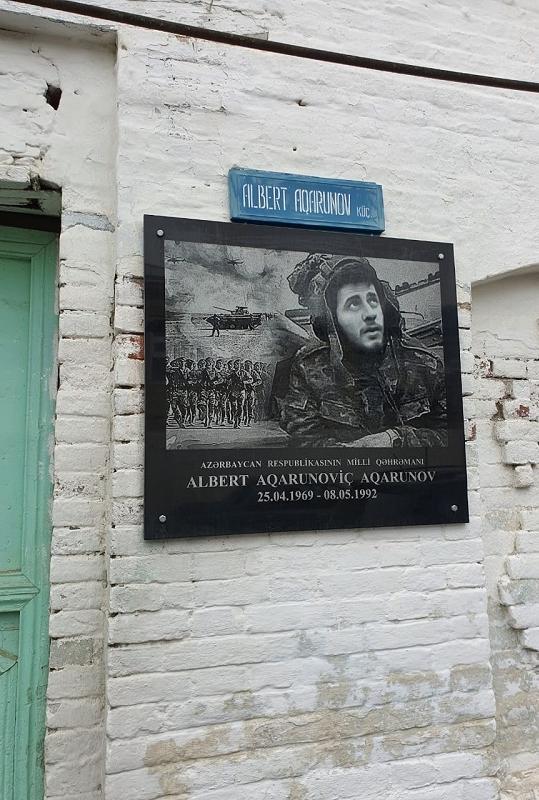 ALBERT AQARUNOV KÜÇ.
AZƏRBAYCAN RESPUBLİKASININ MİLLİ QƏHRƏMANI
ALBERT AQARUNOVİÇ AQARUNOV
25.04.1969 - 08.05.1992